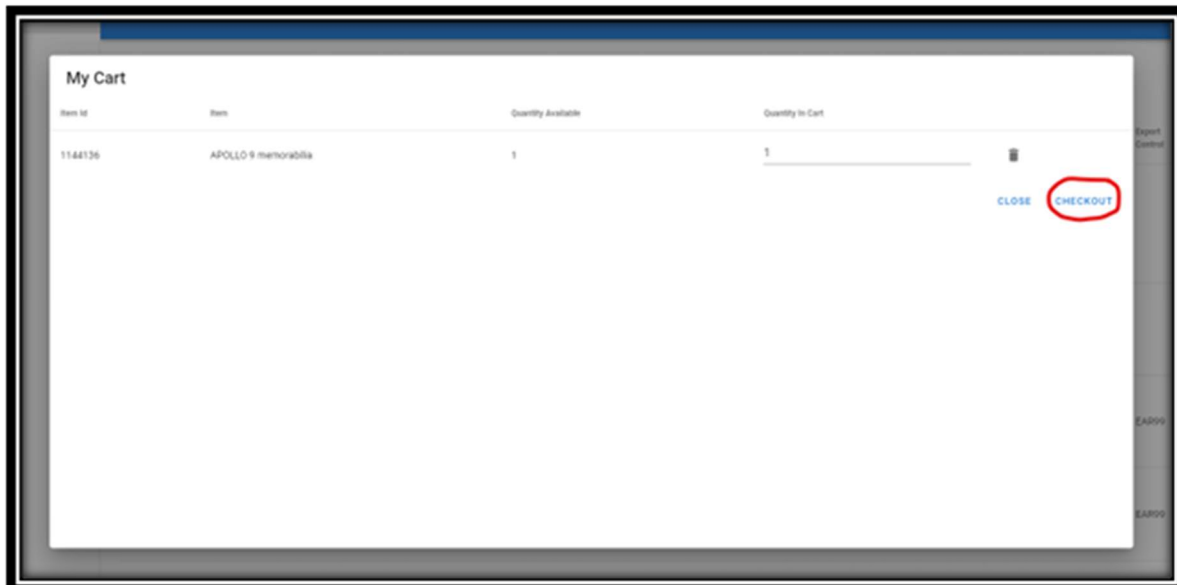 My Cart
Item Id Item Quantity Available Quantity In Cart
Export
Control
1144136 APOLLO 9 memorabilia 1 1
CLOSE CHECKOUT
EAR99
EAR99